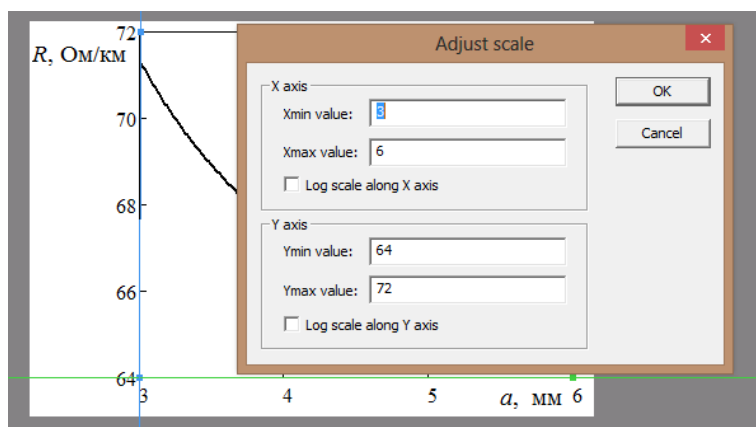 72
R, Ом/км
70
68
66
64
3
4
5
a, мм 6
Adjust scale
X axis
Xmin value: 3
Xmax value: 6
Log scale along X axis
Y axis
Ymin value: 64
Ymax value: 72
Log scale along Y axis
OK
Cancel